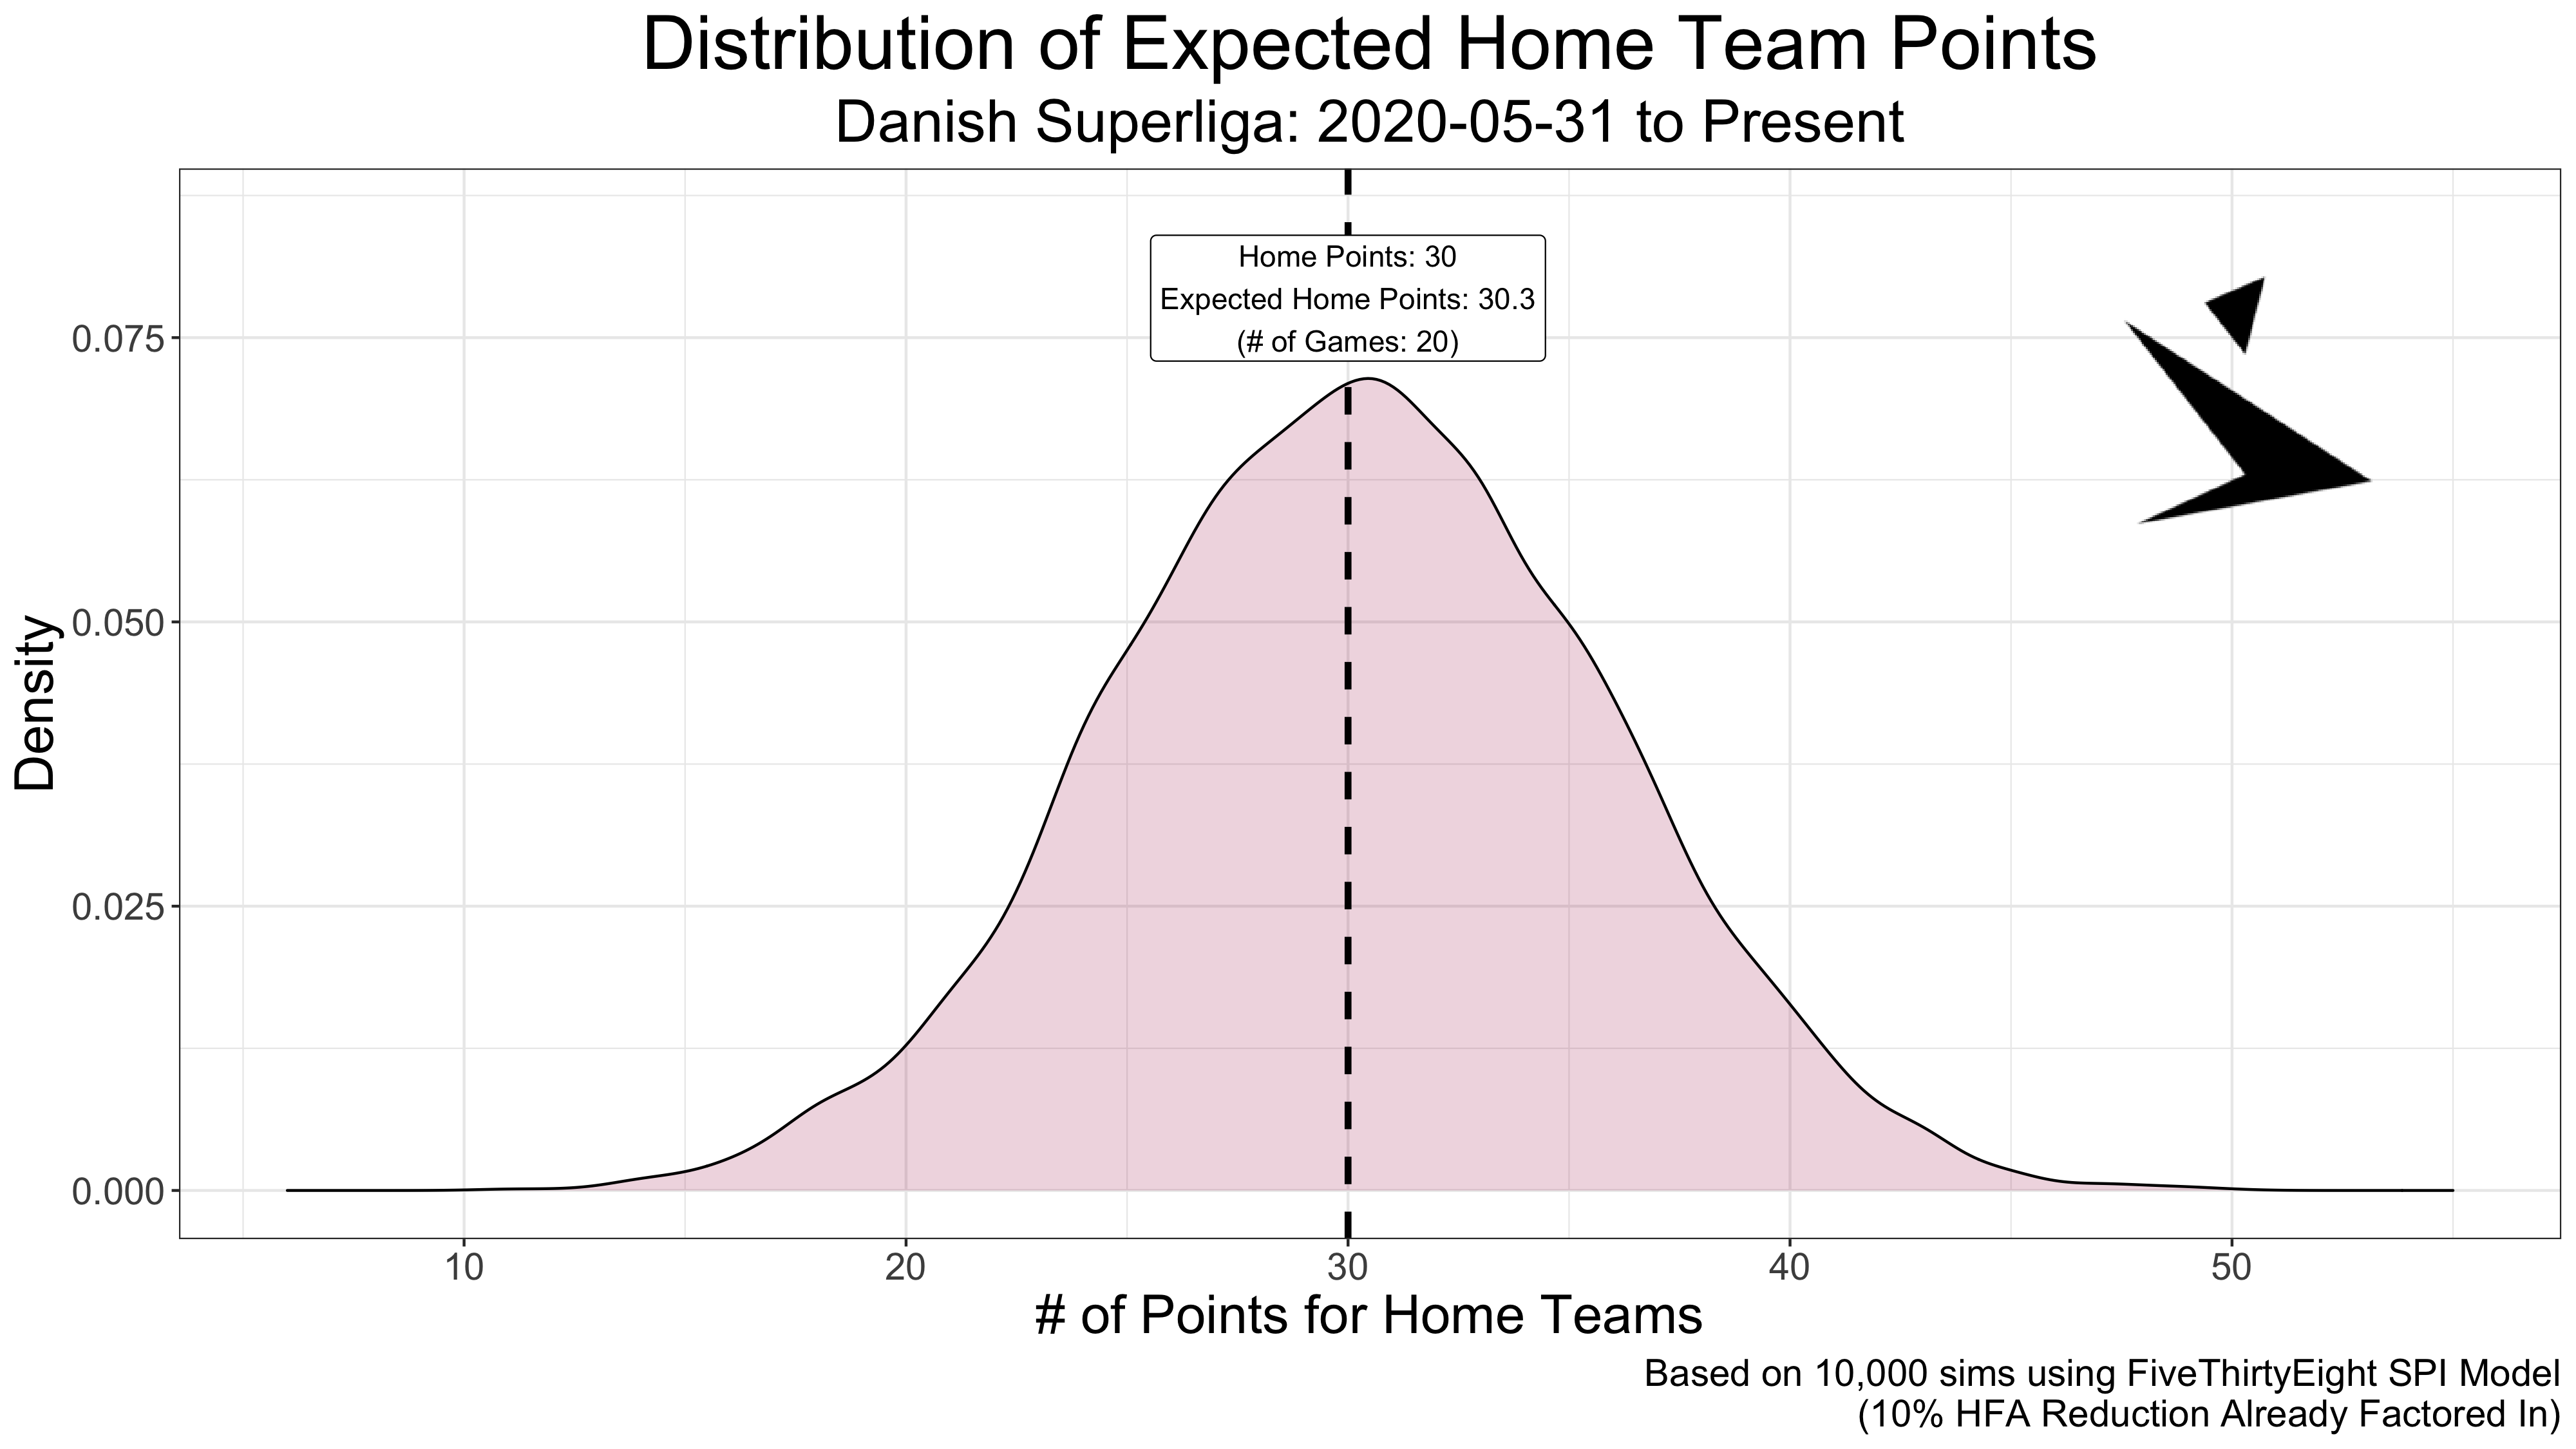 Distribution of Expected Home Team Points
Danish Superliga: 2020-05-31 to Present
Home Points: 30
Expected Home Points: 30.3
(# of Games: 20)
0.075
0.050
0.025
0.000
Density
10 20 30 40 50
# of Points for Home Teams
Based on 10,000 sims using FiveThirtyEight SPI Model
(10% HFA Reduction Already Factored In)